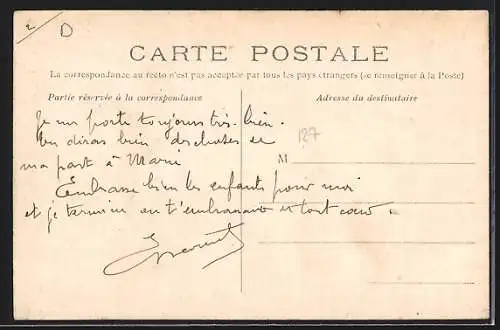 2
D
CARTE POSTALE
La correspondance au recto n'est pas acceptée par tous les pays étrangers (se renseigner à la Poste)
Partie réservée à la correspondance
Adresse du destinataire
Je me porte toujours très bien.
tu diras bien des choses de
ma part à Marie
127
M
Embrasse bien les enfants pour moi
et je termine en t'embrassant de tout cœur.